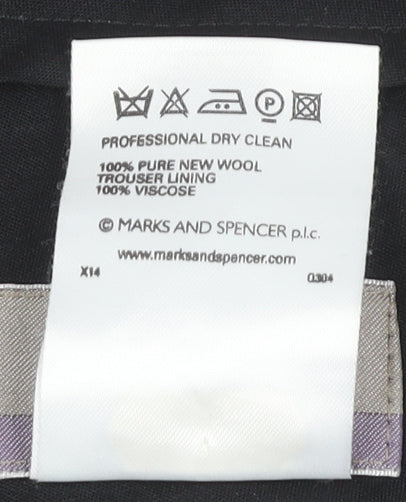 P
PROFESSIONAL DRY CLEAN
100% PURE NEW WOOL
TROUSER LINING
100% VISCOSE
© MARKS AND SPENCER p.l.c.
www.marksandspencer.com
X14 0304